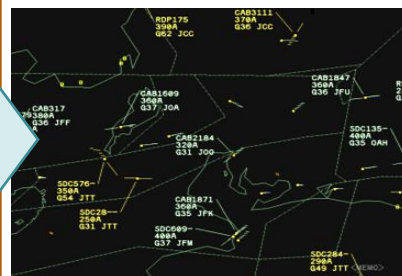 RDP175
390A
G62 JCC
CAB3111
370A
G36 JCC
CAB1609
360A
G37 JOA
CAB1847
360A
G36 JFU
CAB317
380A
G36 JFF
A
CAB2184
320A
G31 JOO
SDC135-
400A
G35 OAH
SDC576-
350A
G54 JTT
SDC28-
250A
G31 JTT
CAB1871
360A
G35 JFK
SDC609-
400A
G37 JFM
SDC284-
290A
G49 JTT
<MEMO>